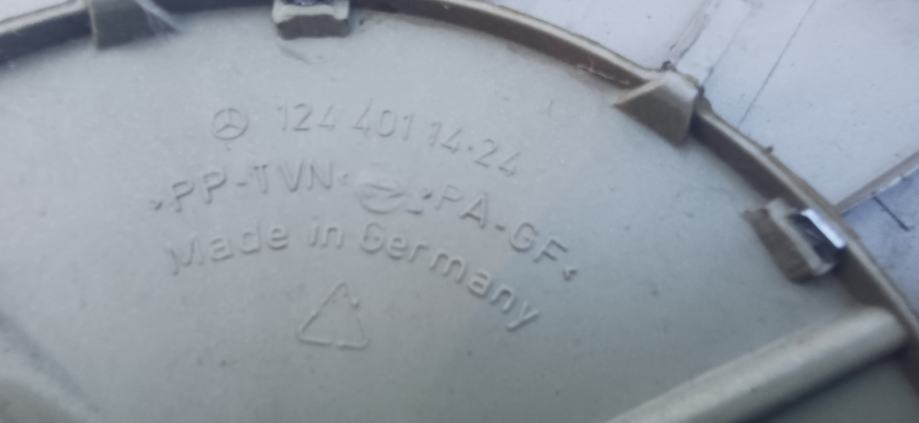 124 401 14·24
>PP-TVN< >PA-GF<
Made in Germany